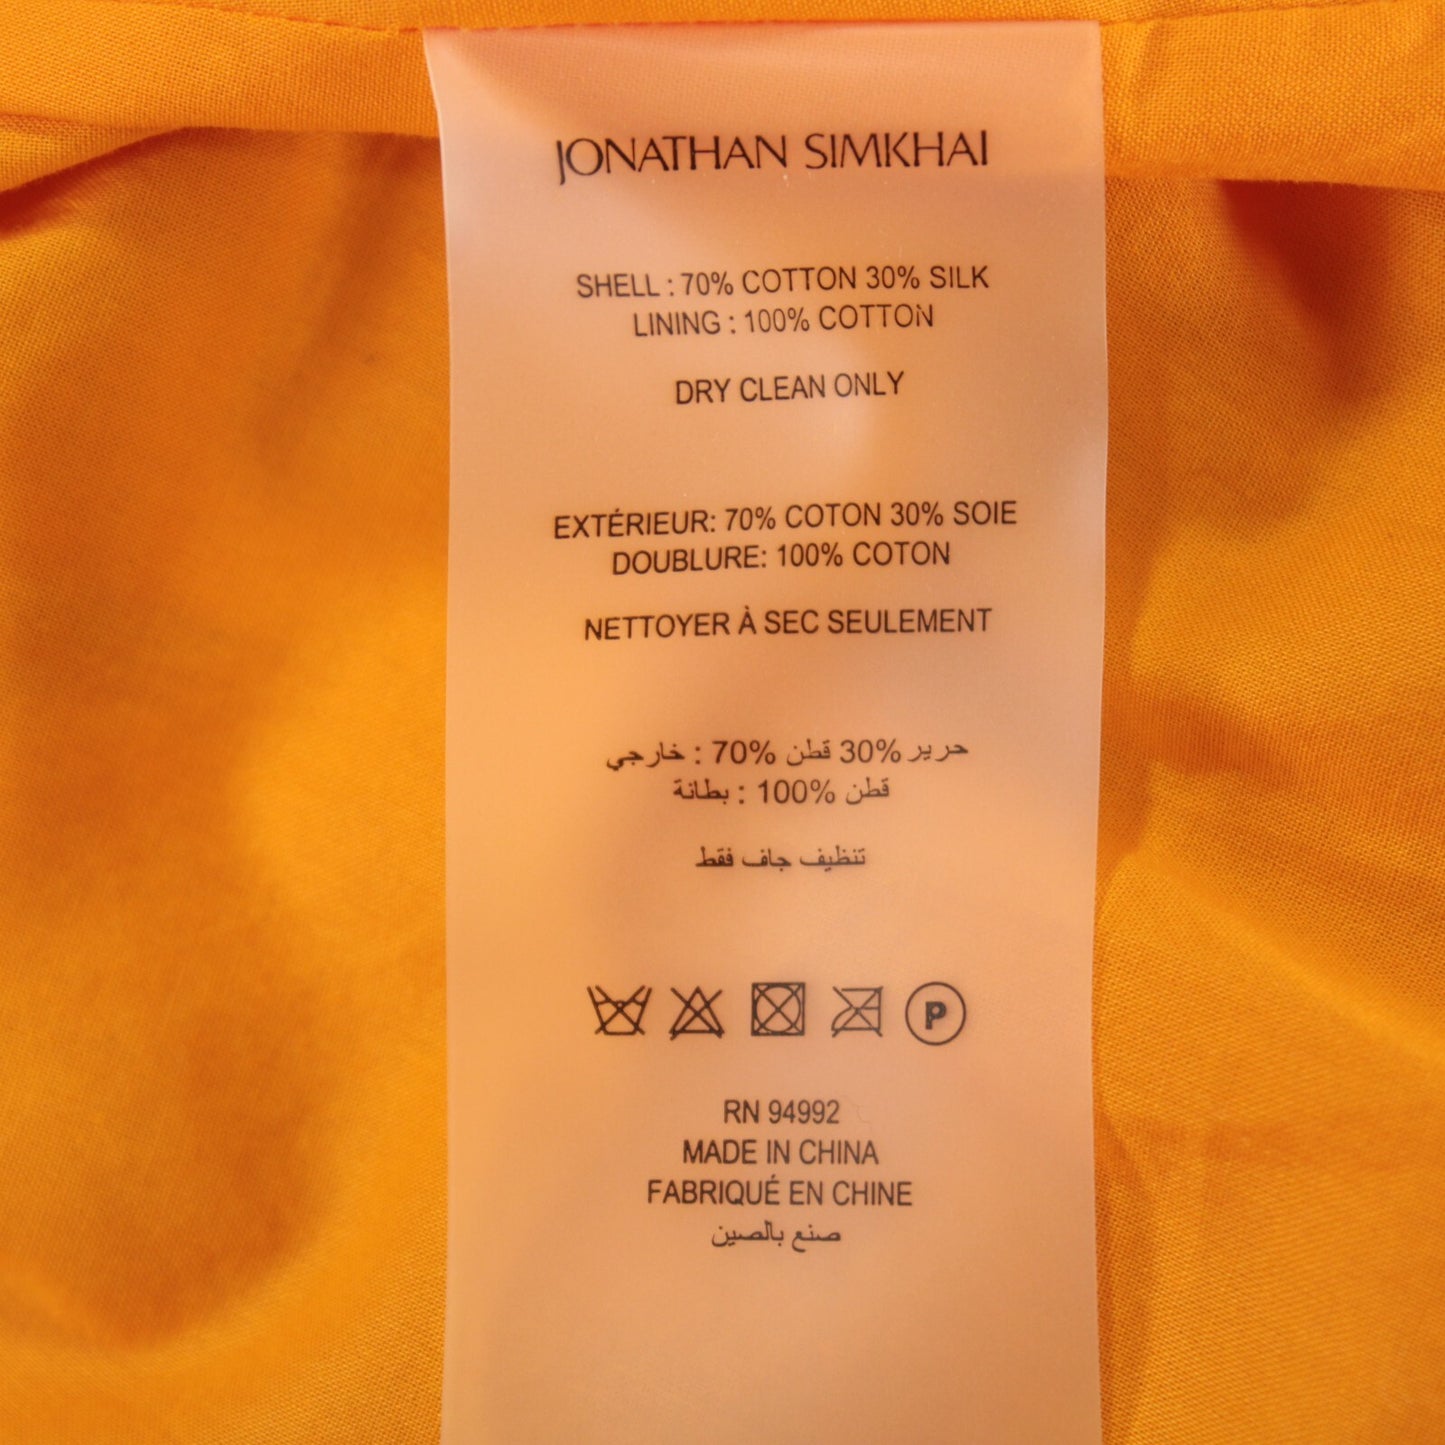 JONATHAN SIMKHAI
SHELL : 70% COTTON 30% SILK
LINING : 100% COTTON
DRY CLEAN ONLY
EXTÉRIEUR: 70% COTON 30% SOIE
DOUBLURE: 100% COTON
NETTOYER À SEC SEULEMENT
خارجي : 70% قطن 30% حرير
بطانة : 100% قطن
تنظيف جاف فقط
P
RN 94992
MADE IN CHINA
FABRIQUÉ EN CHINE
صنع بالصين